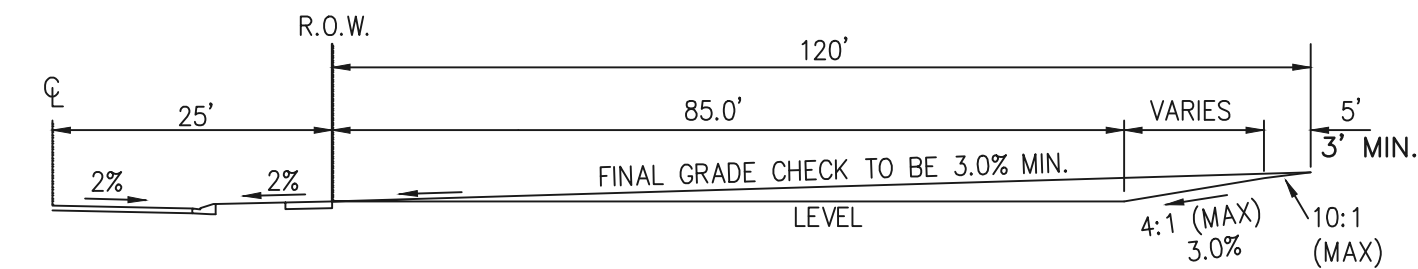 R.O.W.
120'
℄
25'
85.0'
VARIES
5'
3' MIN.
2%
2%
FINAL GRADE CHECK TO BE 3.0% MIN.
LEVEL
4:1 (MAX)
3.0%
10:1
(MAX)